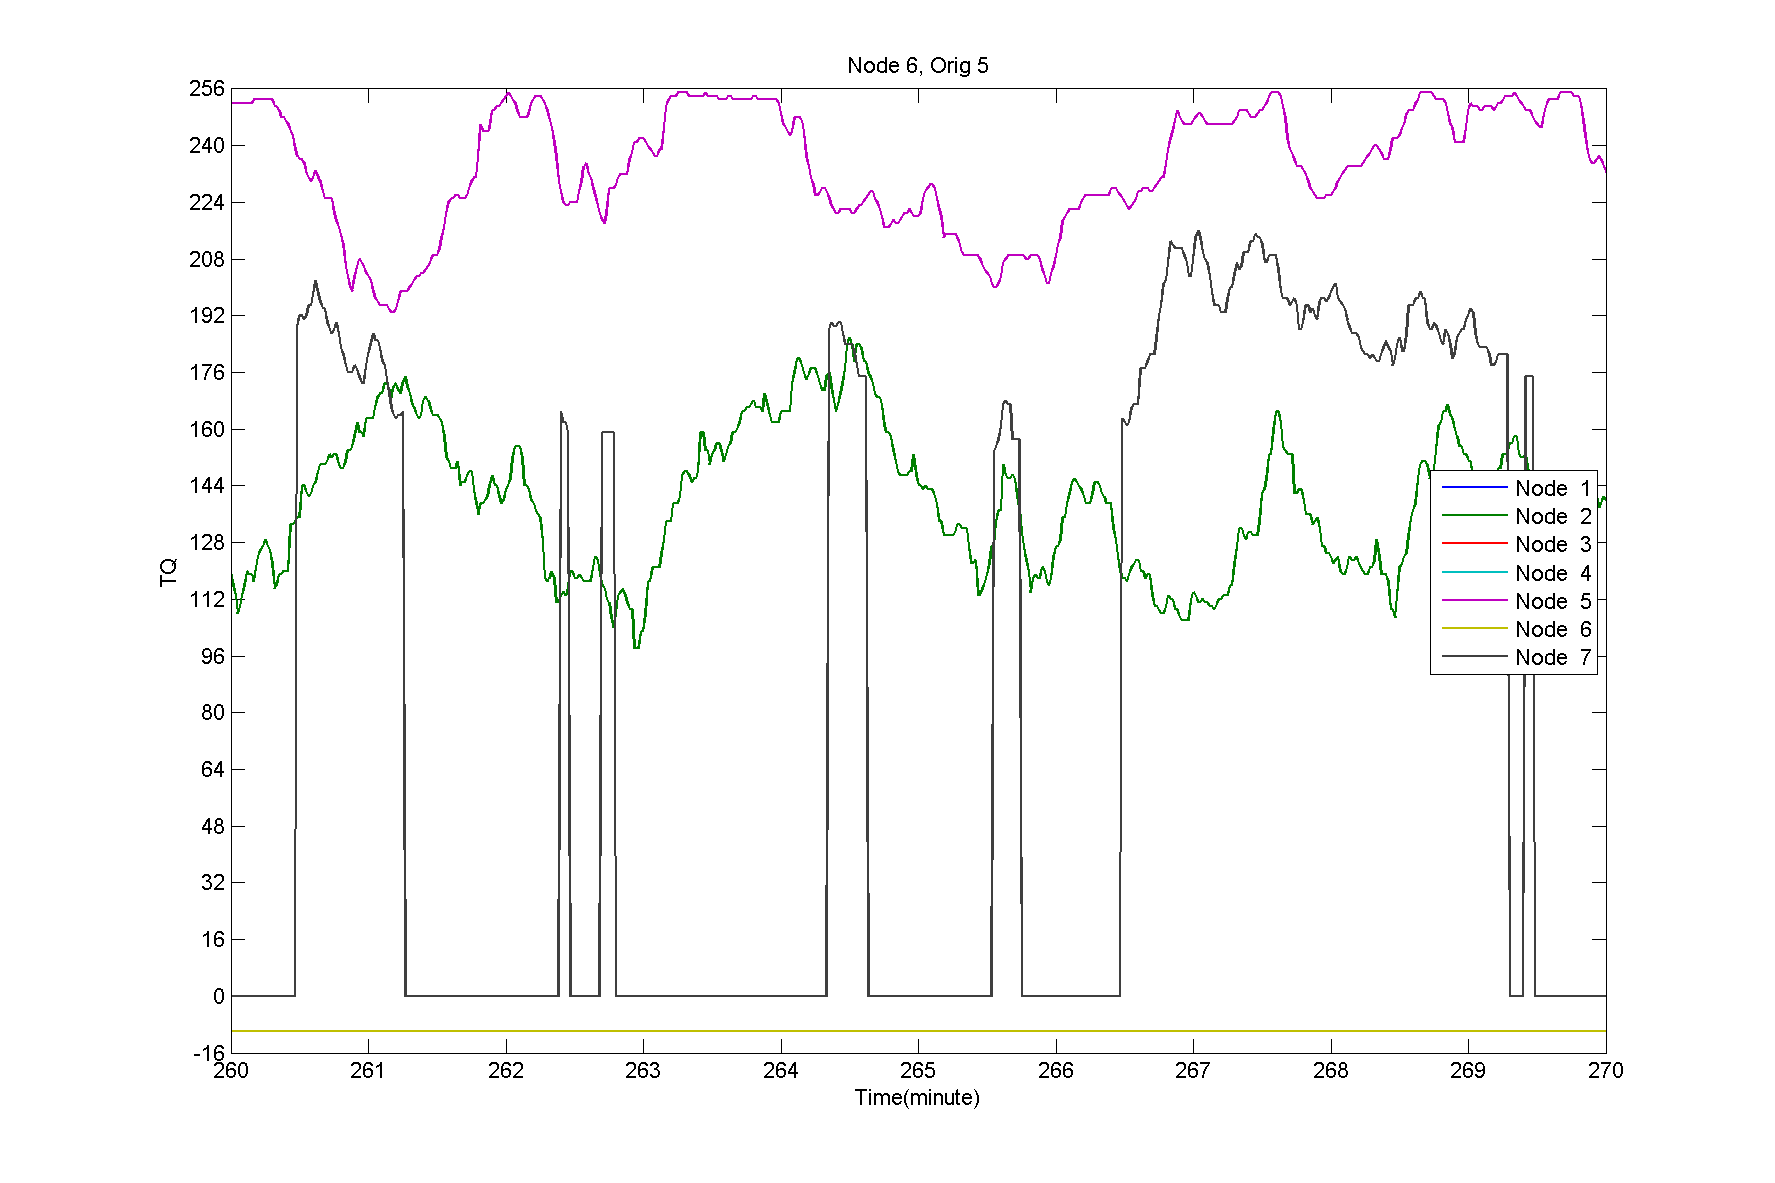 Node 6, Orig 5
256
240
224
208
192
176
160
144
128
112
96
80
64
48
32
16
0
-16
TQ
Node 1
Node 2
Node 3
Node 4
Node 5
Node 6
Node 7
260 261 262 263 264 265 266 267 268 269 270
Time(minute)